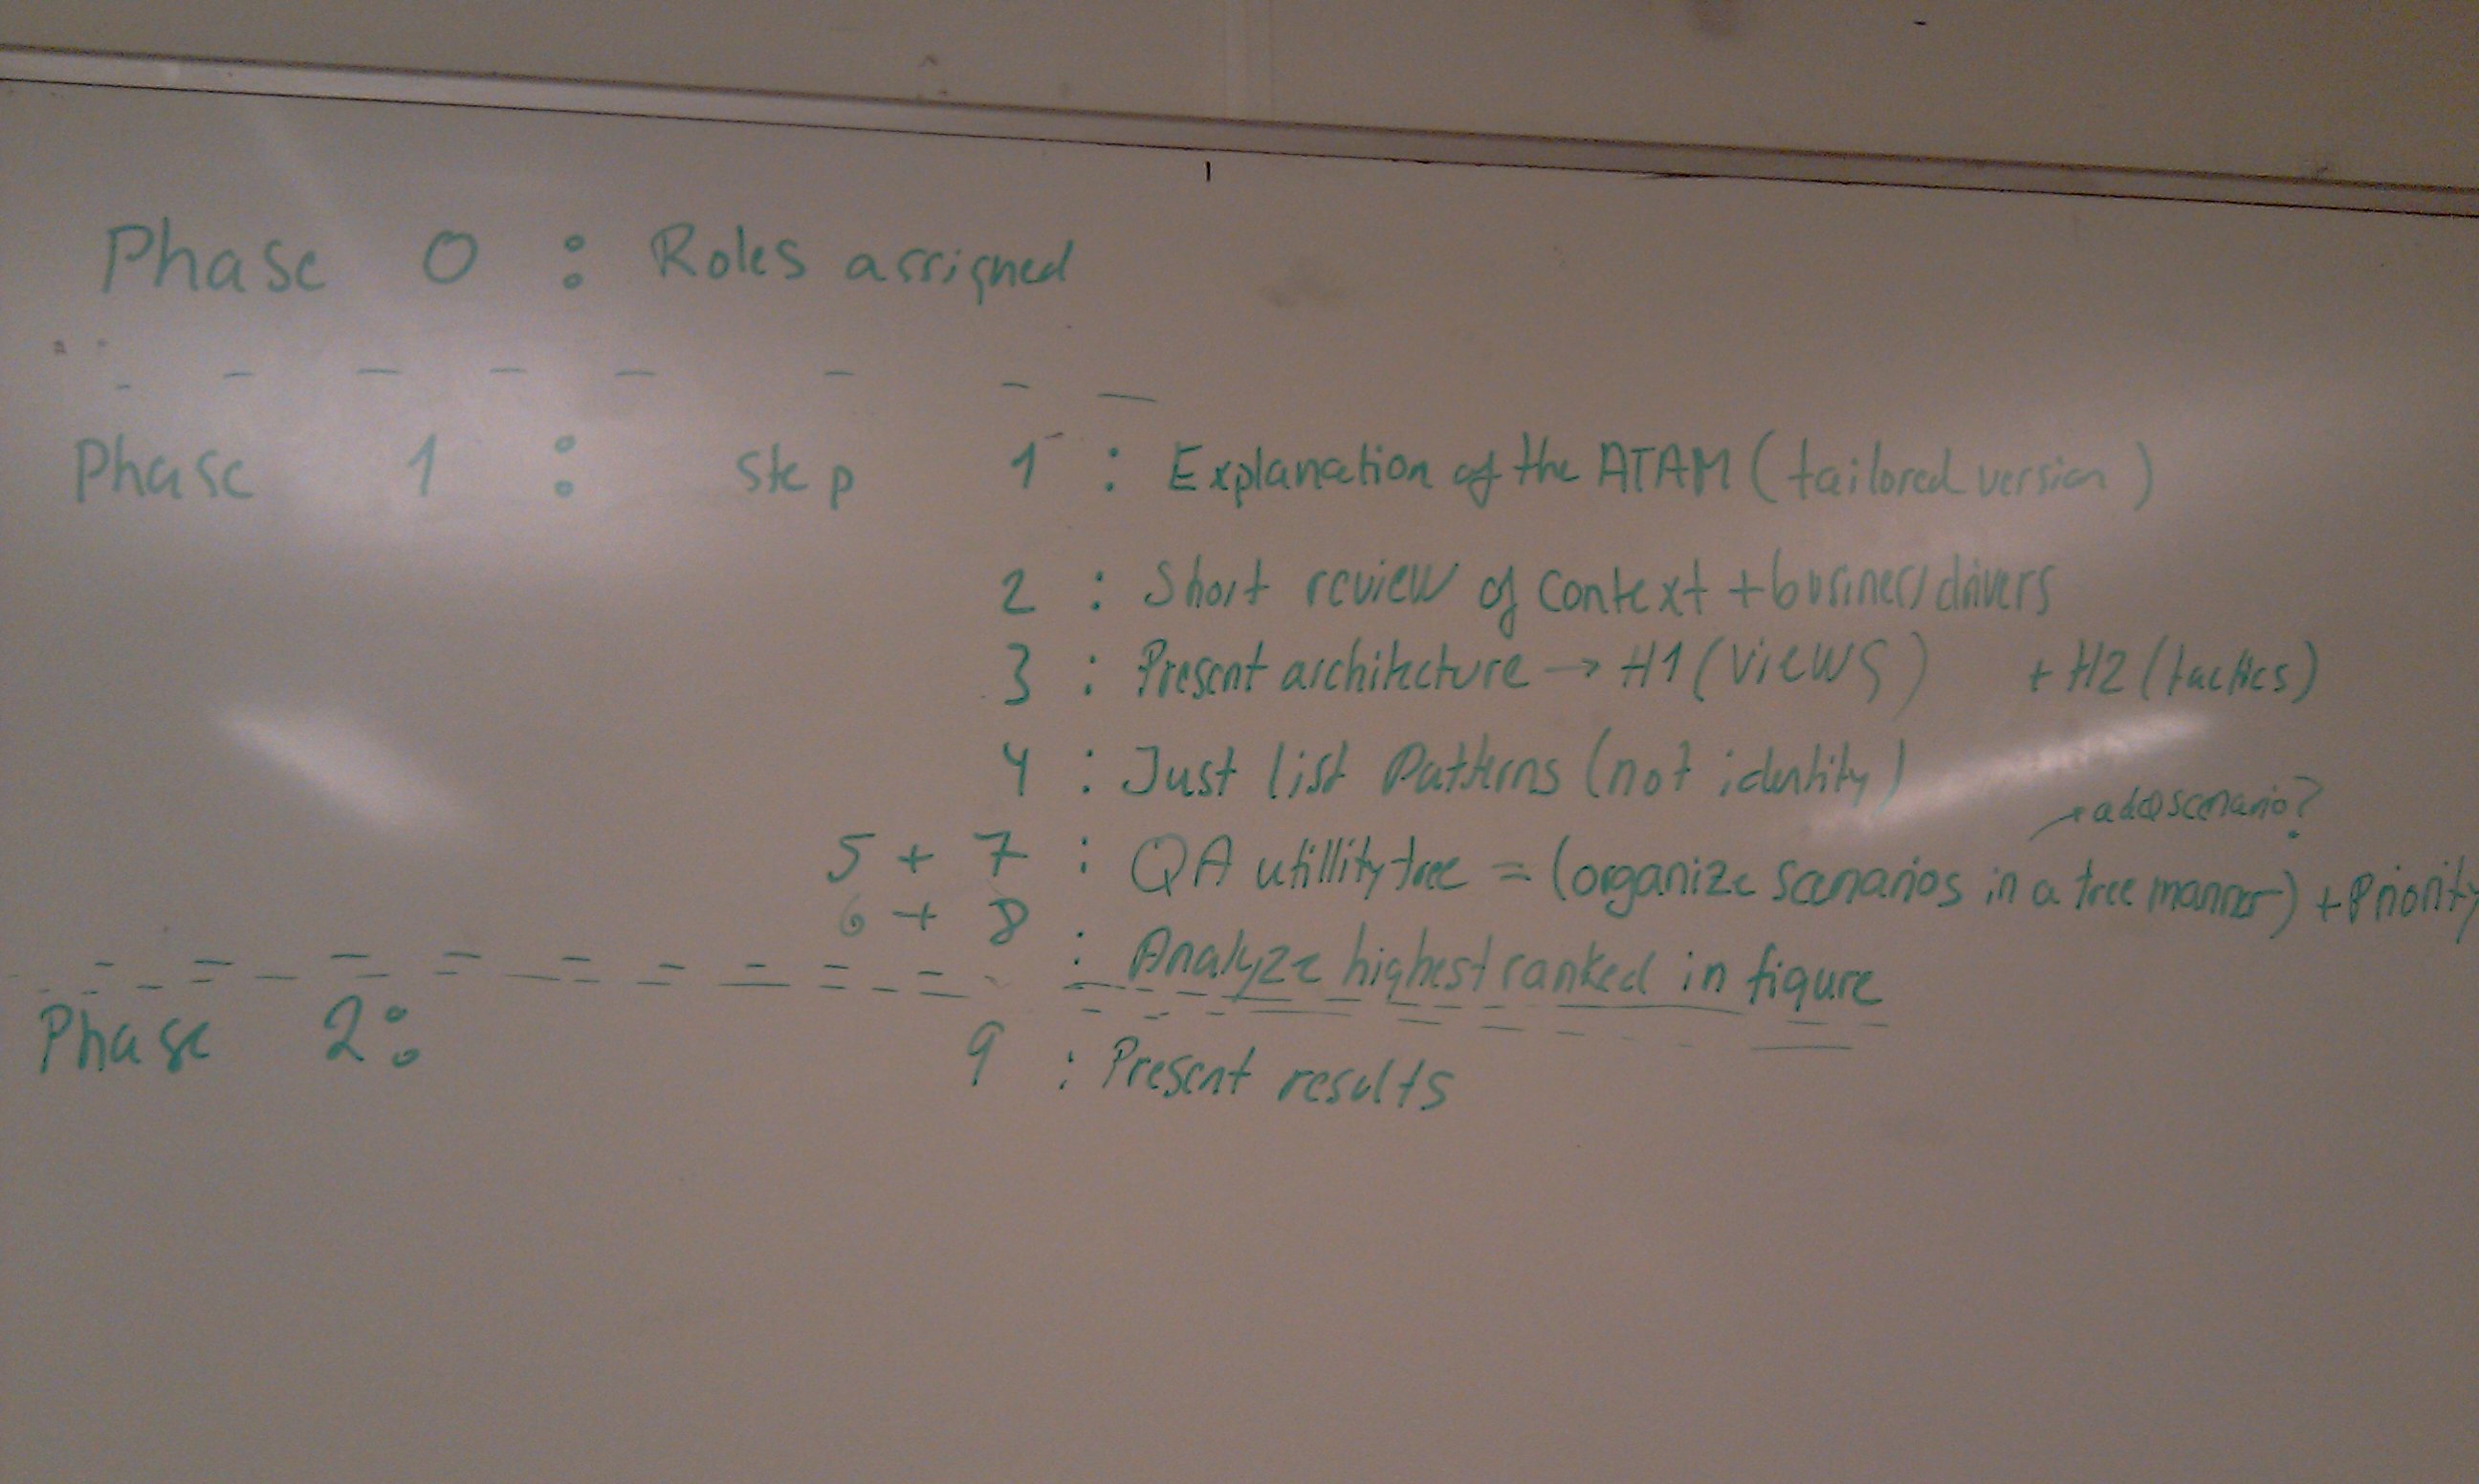 Phase 0 : Roles assigned
Phase 1 : step 1 : Explanation of the ATAM (tailored version)
2 : Short review of context + business drivers
3 : Present architecture → H1 (views) + H2 (tactics)
4 : Just list Patterns (not identity)
→ add scenario?
5 + 7 : QA utillity tree = (organize scenarios in a tree manner) + Priority
6 + 8 : Analyze highest ranked in figure
Phase 2 :
9 : Present results